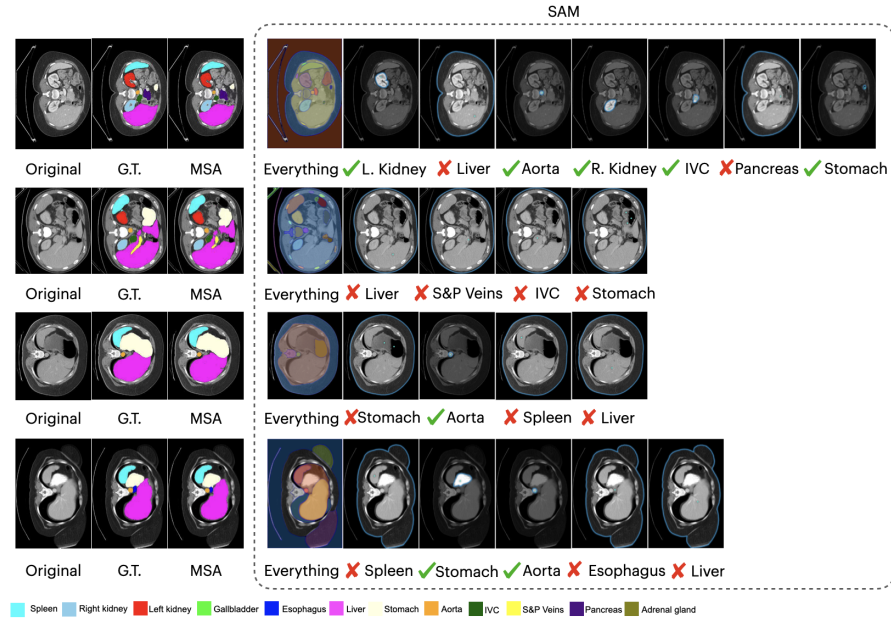 SAM
Original G.T. MSA Everything ✓ L. Kidney ✗ Liver ✓ Aorta ✓ R. Kidney ✓ IVC ✗ Pancreas ✓ Stomach
Original G.T. MSA Everything ✗ Liver ✗ S&P Veins ✗ IVC ✗ Stomach
Original G.T. MSA Everything ✗ Stomach ✓ Aorta ✗ Spleen ✗ Liver
Original G.T. MSA Everything ✗ Spleen ✓ Stomach ✓ Aorta ✗ Esophagus ✗ Liver
Spleen Right kidney Left kidney Gallbladder Esophagus Liver Stomach Aorta IVC S&P Veins Pancreas Adrenal gland